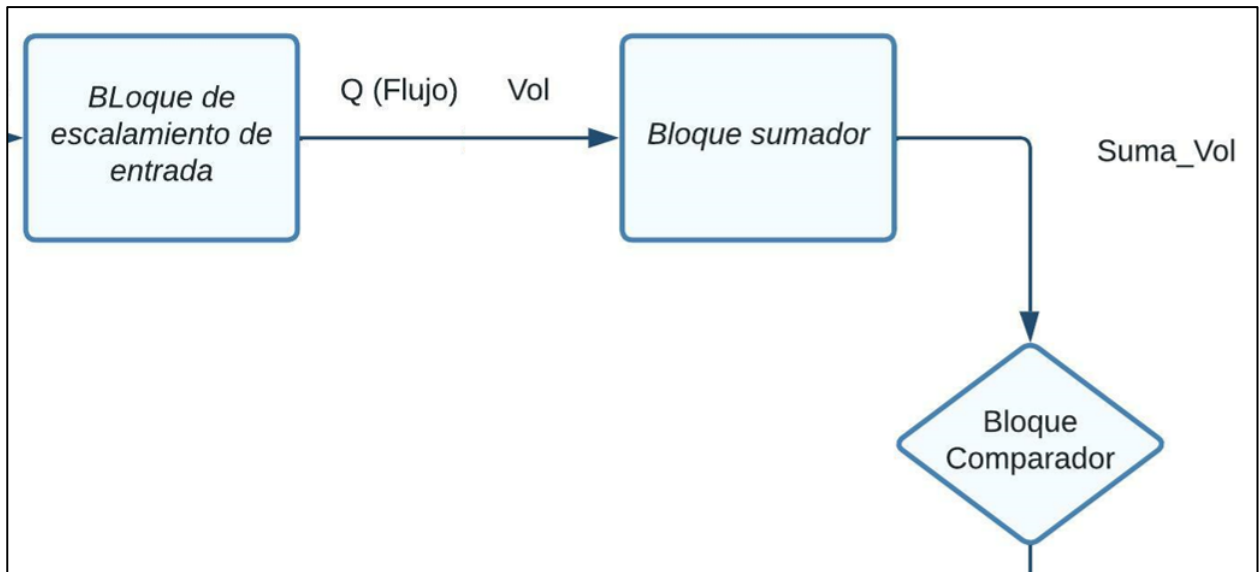 BLoque de
escalamiento de
entrada
Q (Flujo) Vol
Bloque sumador
Suma_Vol
Bloque
Comparador